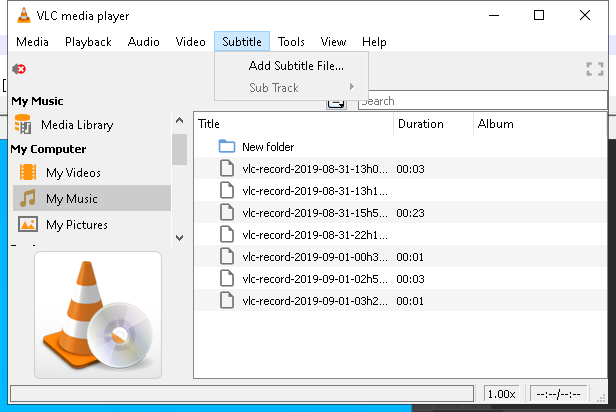 VLC media player
Media Playback Audio Video Subtitle Tools View Help
Add Subtitle File...
Sub Track
My Music
Search
Media Library
Title Duration Album
My Computer
New folder
My Videos
vlc-record-2019-08-31-13h0... 00:03
vlc-record-2019-08-31-13h1...
My Music
vlc-record-2019-08-31-15h5... 00:23
My Pictures
vlc-record-2019-08-31-22h1...
vlc-record-2019-09-01-00h3... 00:01
vlc-record-2019-09-01-02h5... 00:03
vlc-record-2019-09-01-03h2... 00:01
1.00x --:--/--:--